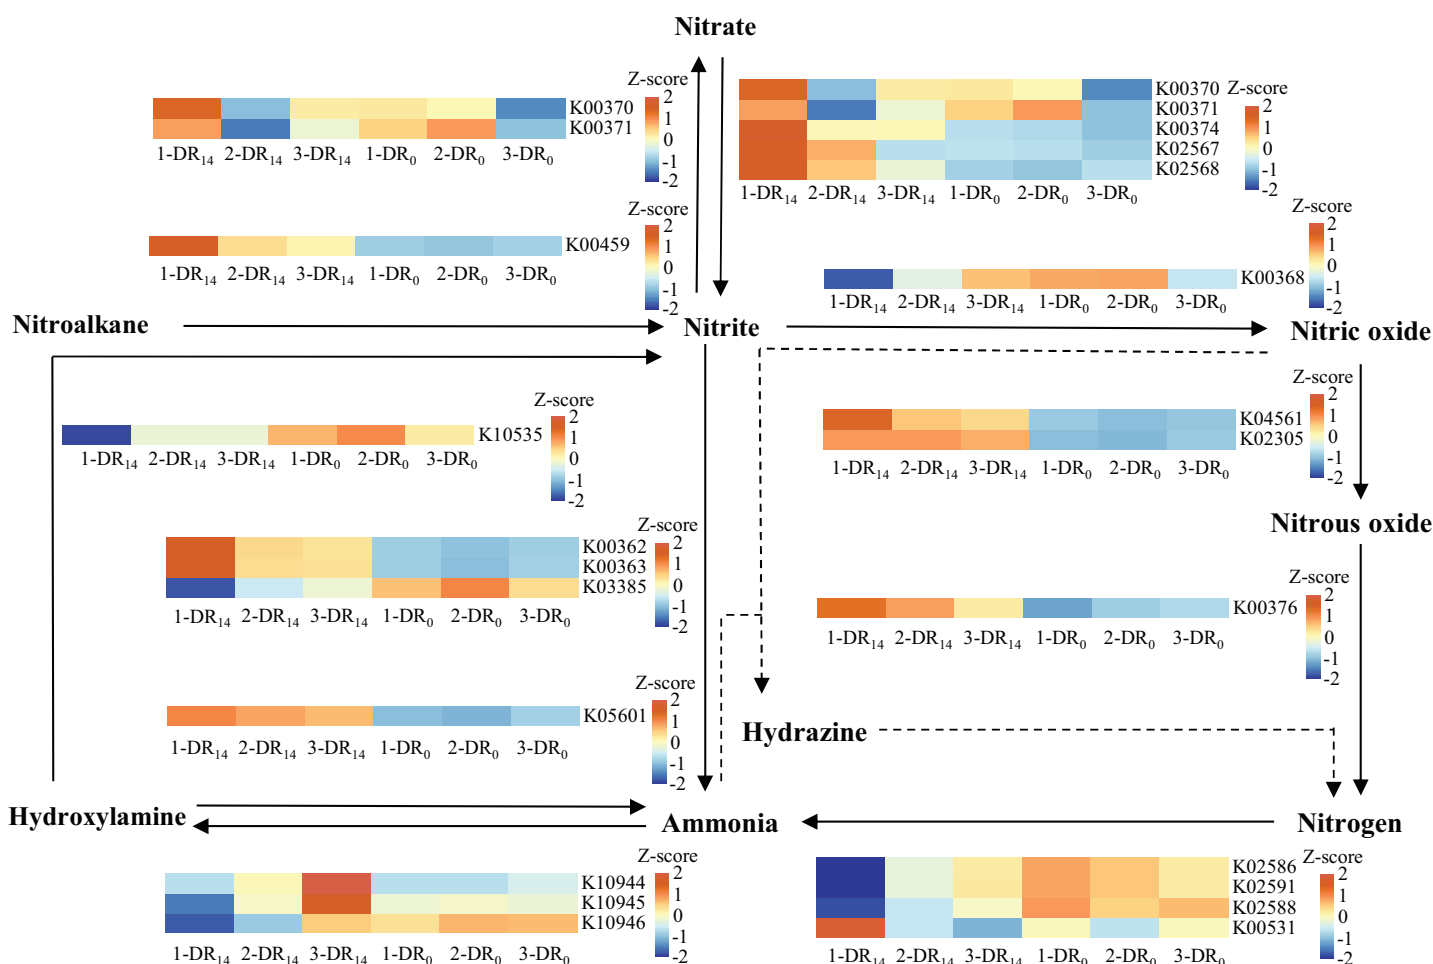 Nitrate
Z-score
2
1
0
-1
-2
K00370
K00371
1-DR14 2-DR14 3-DR14 1-DR0 2-DR0 3-DR0
K00370
K00371
K00374
K02567
K02568
Z-score
2
1
0
-1
-2
1-DR14 2-DR14 3-DR14 1-DR0 2-DR0 3-DR0
Z-score
2
1
0
-1
-2
K00459
1-DR14 2-DR14 3-DR14 1-DR0 2-DR0 3-DR0
Z-score
2
1
0
-1
-2
K00368
1-DR14 2-DR14 3-DR14 1-DR0 2-DR0 3-DR0
Nitroalkane
Nitrite
Nitric oxide
Z-score
2
1
0
-1
-2
K10535
1-DR14 2-DR14 3-DR14 1-DR0 2-DR0 3-DR0
Z-score
2
1
0
-1
-2
K04561
K02305
1-DR14 2-DR14 3-DR14 1-DR0 2-DR0 3-DR0
Nitrous oxide
Z-score
2
1
0
-1
-2
K00362
K00363
K03385
1-DR14 2-DR14 3-DR14 1-DR0 2-DR0 3-DR0
K00376
Z-score
2
1
0
-1
-2
1-DR14 2-DR14 3-DR14 1-DR0 2-DR0 3-DR0
Z-score
2
1
0
-1
-2
K05601
1-DR14 2-DR14 3-DR14 1-DR0 2-DR0 3-DR0
Hydrazine
Hydroxylamine
Ammonia
Nitrogen
Z-score
2
1
0
-1
-2
K10944
K10945
K10946
1-DR14 2-DR14 3-DR14 1-DR0 2-DR0 3-DR0
K02586
K02591
K02588
K00531
Z-score
2
1
0
-1
-2
1-DR14 2-DR14 3-DR14 1-DR0 2-DR0 3-DR0